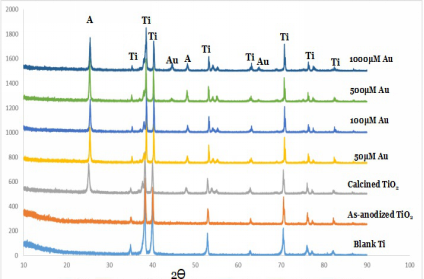 2000
1800
1600
1400
1200
1000
800
600
400
200
0
A
Ti
Ti
Ti
Au
A
Ti
Ti
Au
Ti
Ti
Ti
1000µM Au
500µM Au
100µM Au
50µM Au
Calcined TiO₂
As-anodized TiO₂
Blank Ti
10 20 30 40 50 60 70 80 90 100
2Θ